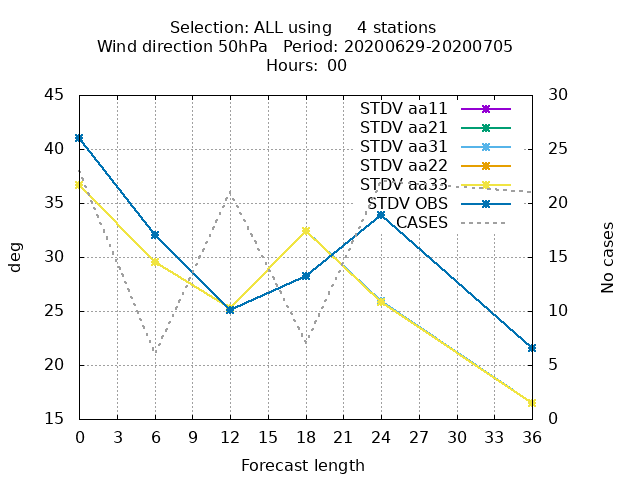 Selection: ALL using     4 stations
Wind direction 50hPa   Period: 20200629-20200705
Hours: 00
45
40
35
30
25
20
15
deg
STDV aa11
STDV aa21
STDV aa31
STDV aa22
STDV aa33
STDV OBS
CASES
30
25
20
15
10
5
0
No cases
0 3 6 9 12 15 18 21 24 27 30 33 36
Forecast length